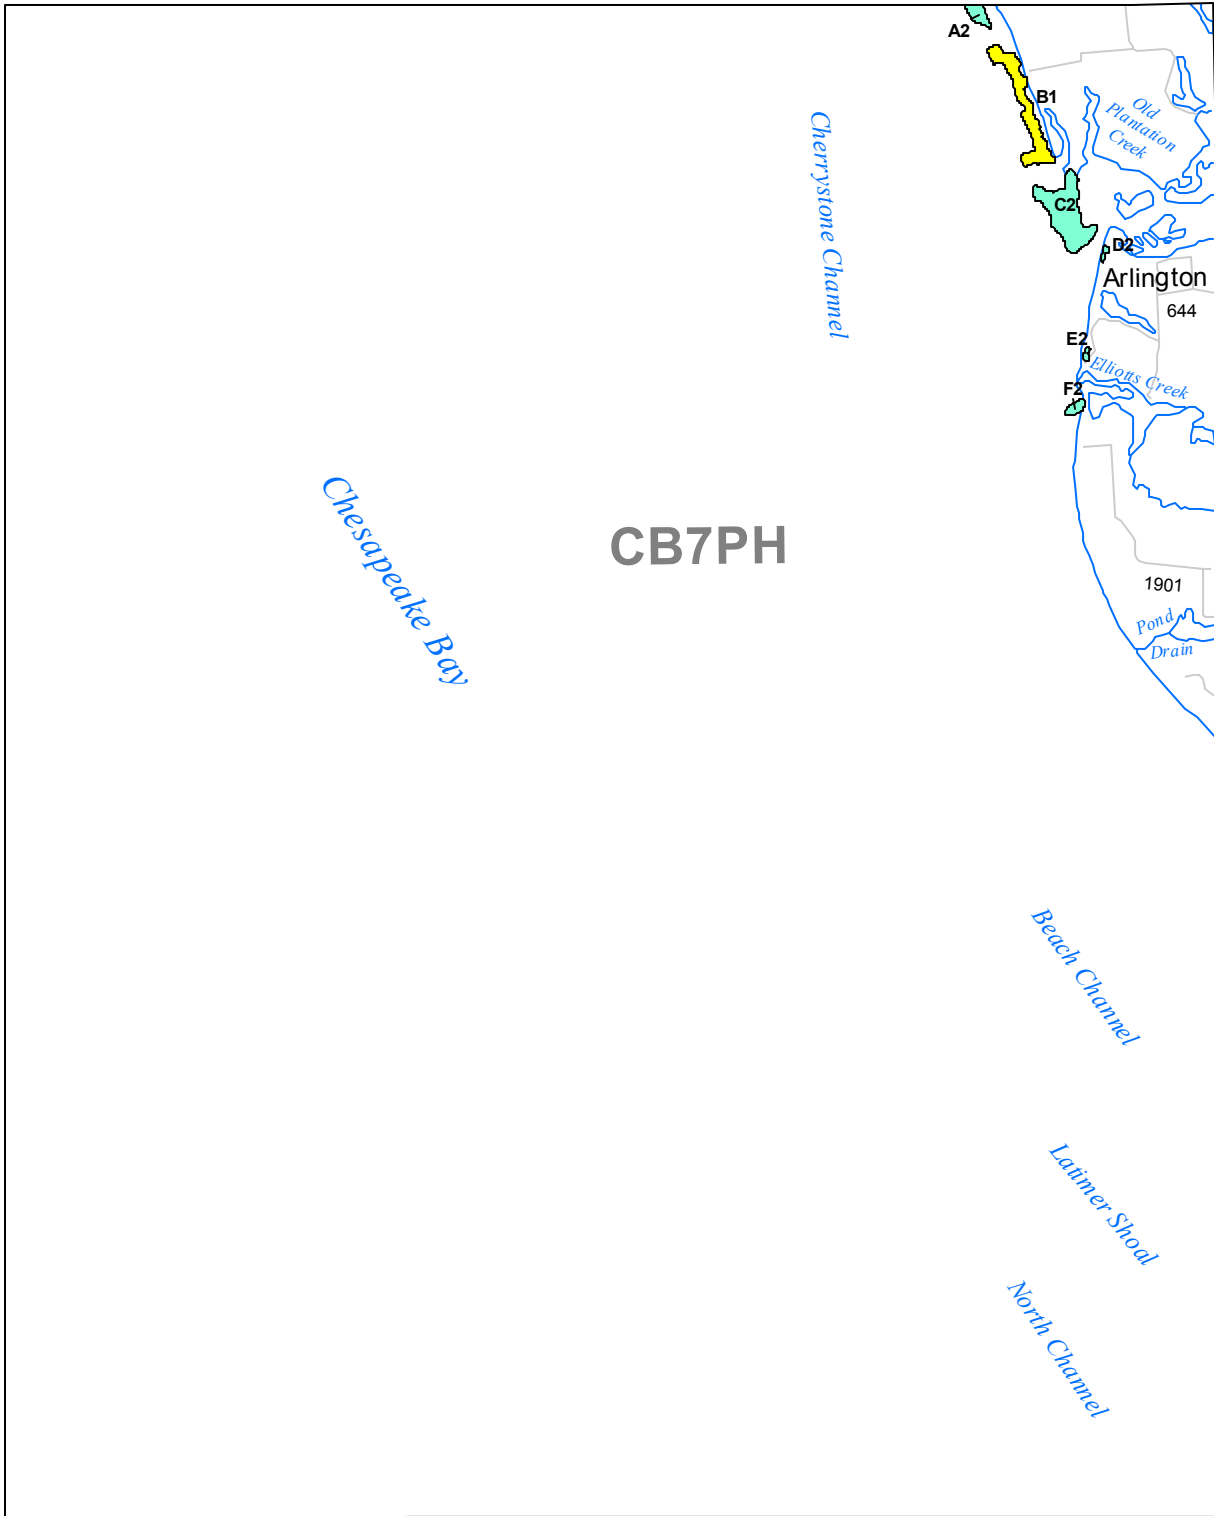 A2
B1
Old
Plantation
Creek
Cherrystone Channel
C2
D2
Arlington
644
E2
Elliotts Creek
F2
Chesapeake Bay
CB7PH
1901
Pond
Drain
Beach Channel
Latimer Shoal
North Channel